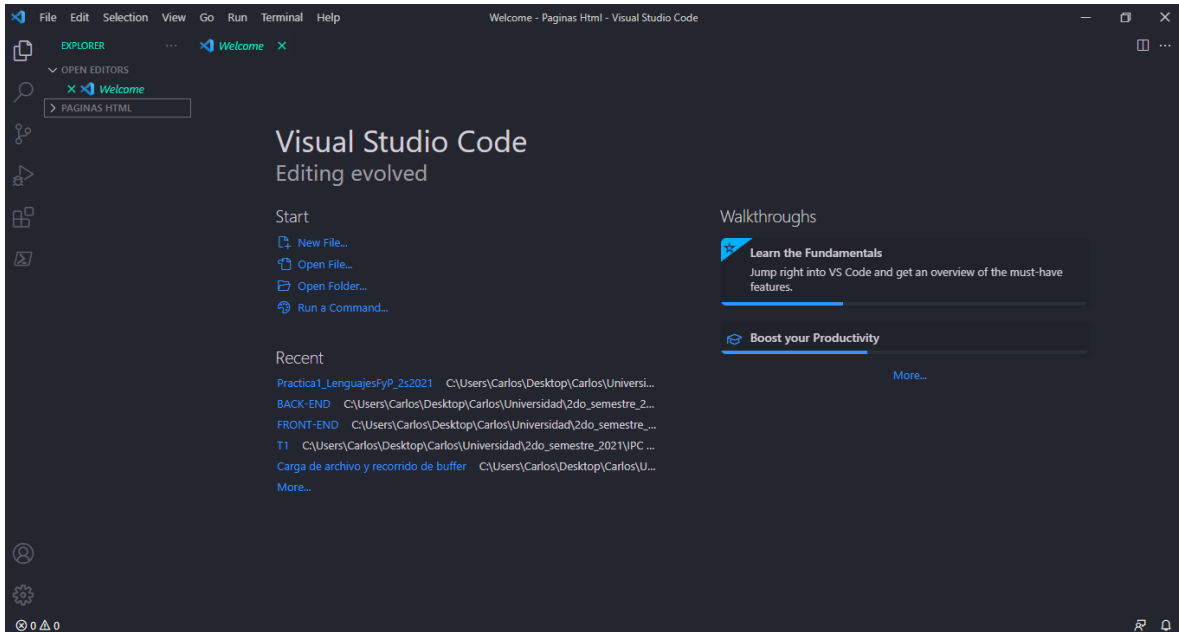 File Edit Selection View Go Run Terminal Help Welcome - Paginas Html - Visual Studio Code
EXPLORER ... Welcome
OPEN EDITORS
Welcome
PAGINAS HTML
Visual Studio Code
Editing evolved
Start
New File...
Open File...
Open Folder...
Run a Command...
Recent
Practica1_LenguajesFyP_2s2021 C:\Users\Carlos\Desktop\Carlos\Universi...
BACK-END C:\Users\Carlos\Desktop\Carlos\Universidad\2do_semestre_2...
FRONT-END C:\Users\Carlos\Desktop\Carlos\Universidad\2do_semestre_...
T1 C:\Users\Carlos\Desktop\Carlos\Universidad\2do_semestre_2021\IPC ...
Carga de archivo y recorrido de buffer C:\Users\Carlos\Desktop\Carlos\U...
More...
Walkthroughs
Learn the Fundamentals
Jump right into VS Code and get an overview of the must-have
features.
Boost your Productivity
More...
0 0